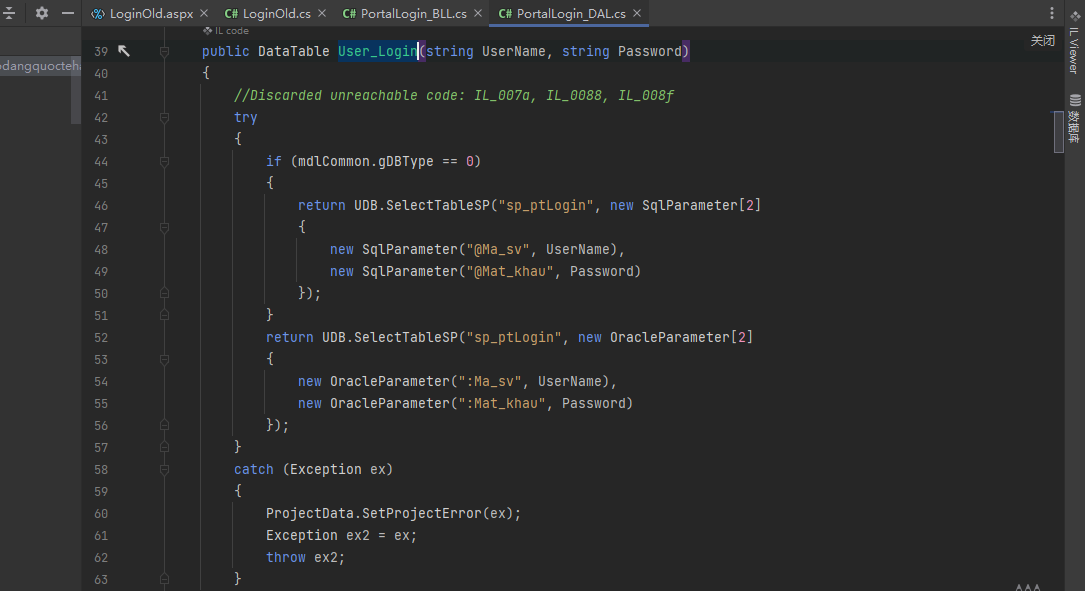 LoginOld.aspx × C# LoginOld.cs × C# PortalLogin_BLL.cs × C# PortalLogin_DAL.cs ×
IL code
关闭
IL Viewer
数据库
39 public DataTable User_Login(string UserName, string Password)
40 {
41 //Discarded unreachable code: IL_007a, IL_0088, IL_008f
42 try
43 {
44 if (mdlCommon.gDBType == 0)
45 {
46 return UDB.SelectTableSP("sp_ptLogin", new SqlParameter[2]
47 {
48 new SqlParameter("@Ma_sv", UserName),
49 new SqlParameter("@Mat_khau", Password)
50 });
51 }
52 return UDB.SelectTableSP("sp_ptLogin", new OracleParameter[2]
53 {
54 new OracleParameter(":Ma_sv", UserName),
55 new OracleParameter(":Mat_khau", Password)
56 });
57 }
58 catch (Exception ex)
59 {
60 ProjectData.SetProjectError(ex);
61 Exception ex2 = ex;
62 throw ex2;
63 }